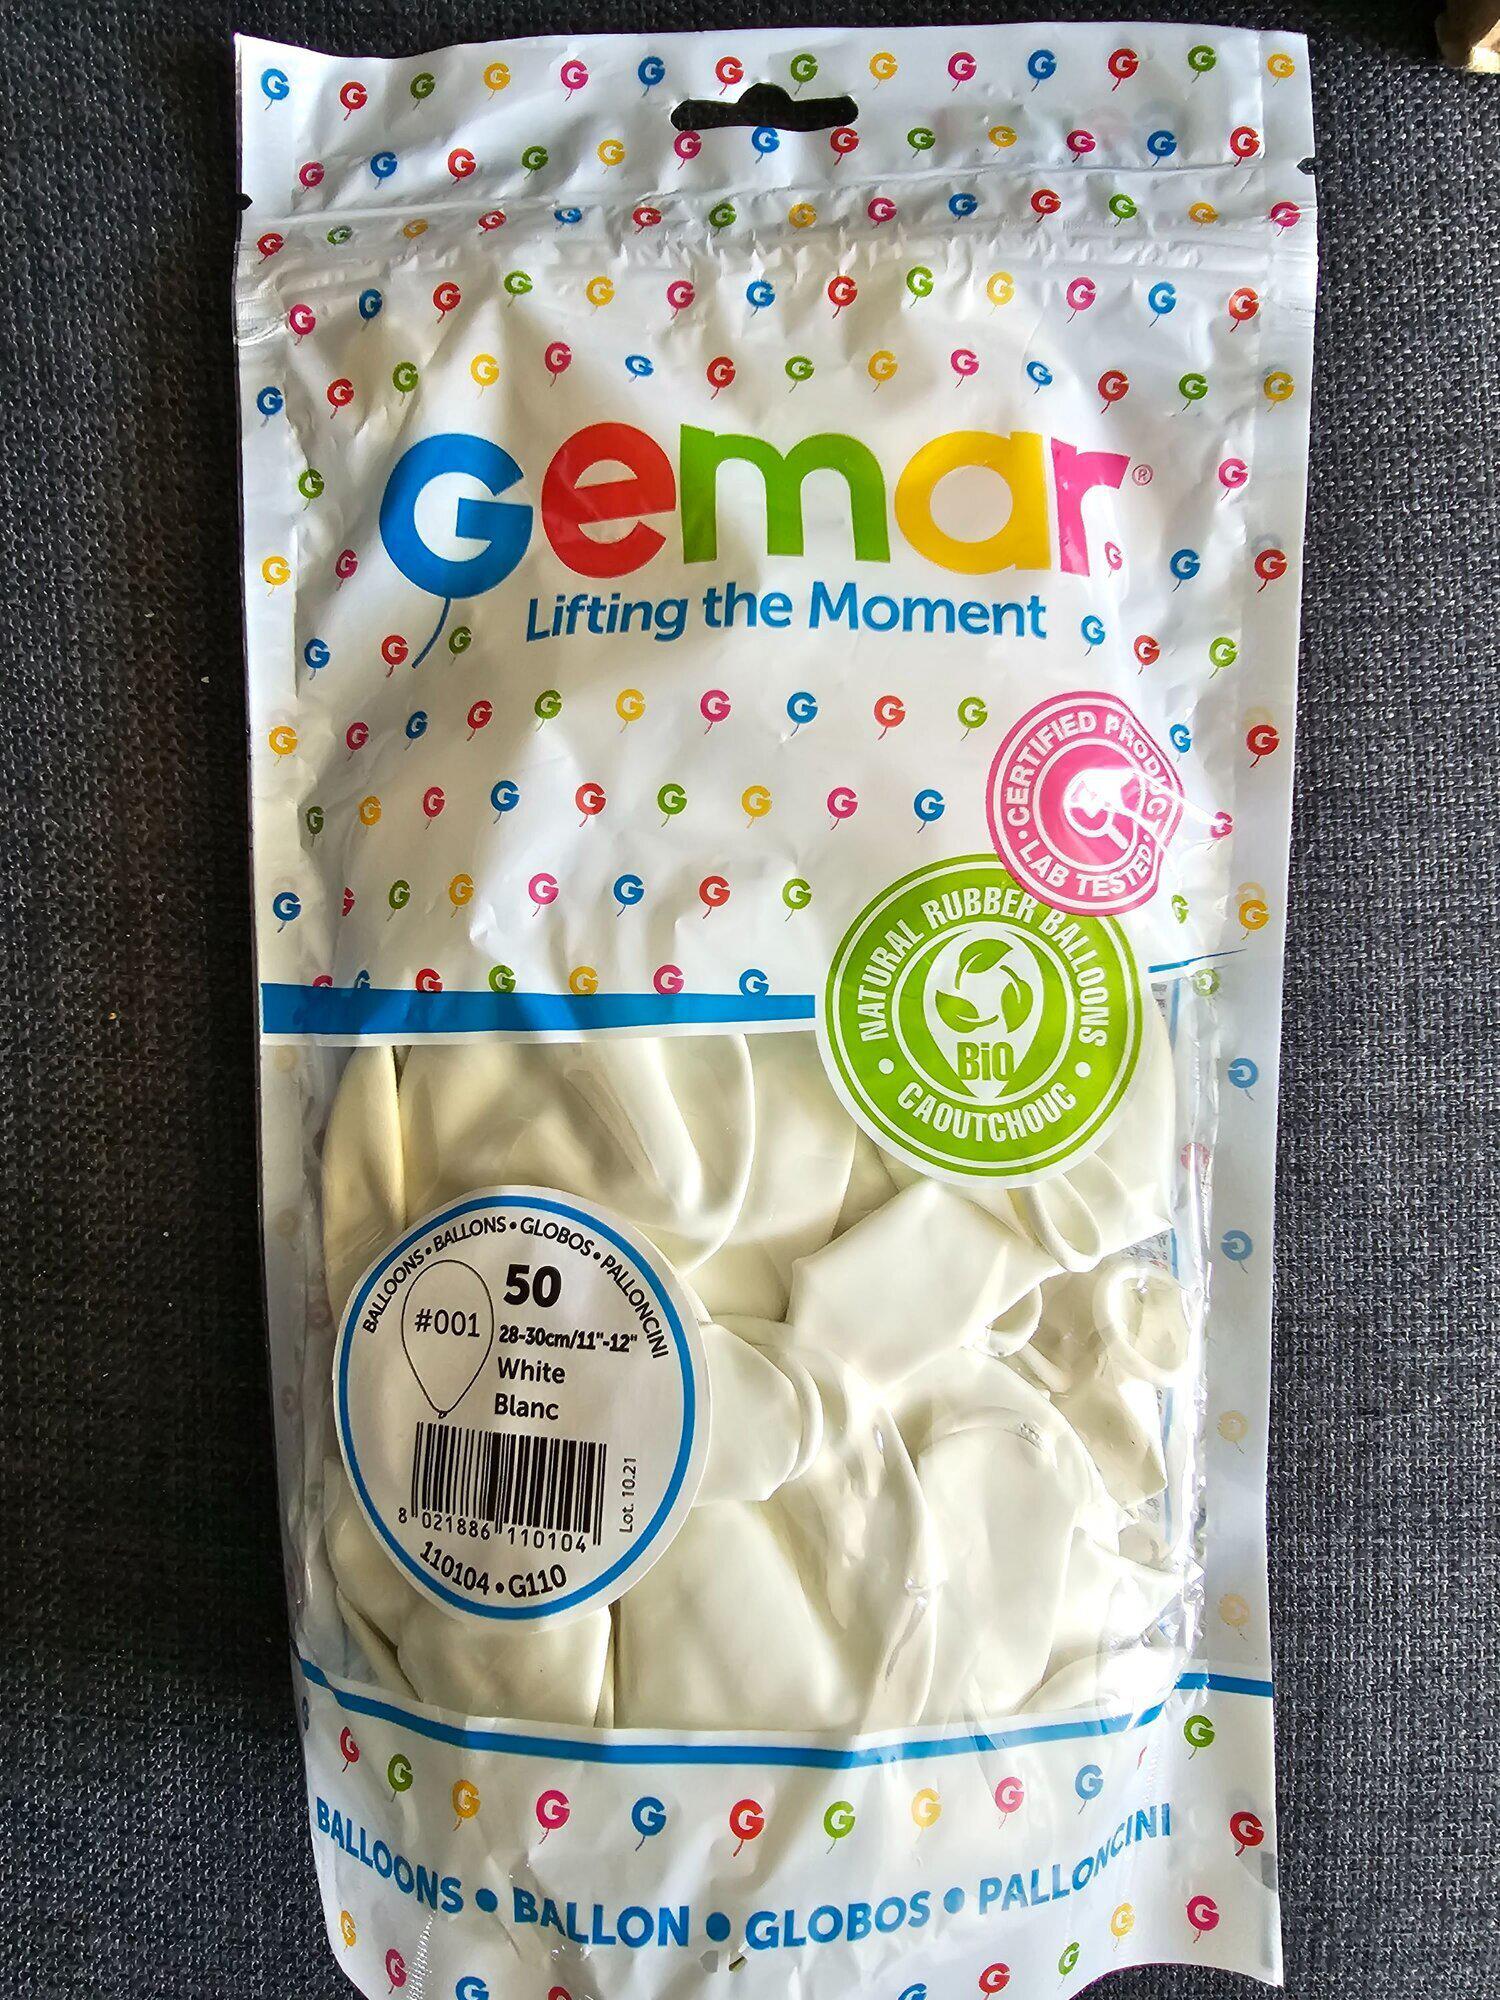 Gemar®
Lifting the Moment
CERTIFIED PRODUCT • LAB TESTED •
NATURAL RUBBER BALLOONS
BiO
• CAOUTCHOUC •
BALLOONS • BALLONS • GLOBOS • PALLONCINI
50
#001
28-30cm/11"-12"
White
Blanc
Lot. 10.21
8 021886 110104
110104 • G110
BALLOONS • BALLON • GLOBOS • PALLONCINI